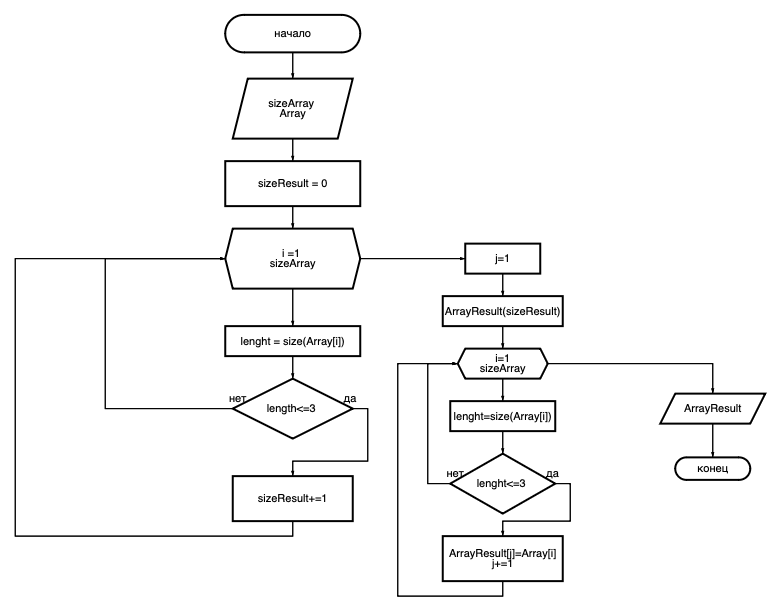 начало
sizeArray
Array
sizeResult = 0
i =1
sizeArray
lenght = size(Array[i])
нет
length<=3
да
sizeResult+=1
j=1
ArrayResult(sizeResult)
i=1
sizeArray
lenght=size(Array[i])
нет
lenght<=3
да
ArrayResult[j]=Array[i]
j+=1
ArrayResult
конец